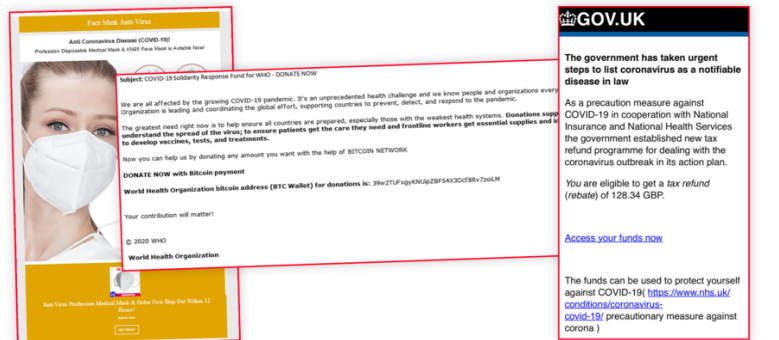 Face Mask Anti-Virus
Anti Coronavirus Disease (COVID-19)!
Profession Disposable Medical Mask & KN95 Face Mask is Avilable Now!
Subject: COVID-19 Solidarity Response Fund for WHO - DONATE NOW
We are all affected by the growing COVID-19 pandemic. It's an unprecedented health challenge and we know people and organizations every
Organization is leading and coordinating the global effort, supporting countries to prevent, detect, and respond to the pandemic.
The greatest need right now is to help ensure all countries are prepared, especially those with the weakest health systems. Donations supp
understand the spread of the virus; to ensure patients get the care they need and frontline workers get essential supplies and in
to develop vaccines, tests, and treatments.
Now you can help us by donating any amount you want with the help of BITCOIN NETWORK
DONATE NOW with Bitcoin payment
World Health Organization bitcoin address (BTC Wallet) for donations is:
Your contribution will matter!
© 2020 WHO
World Health Organization
Anti Virus Profession Medical Mask & Online Now Ship Out Within 12
Hours!
GOV.UK
The government has taken urgent
steps to list coronavirus as a notifiable
disease in law
As a precaution measure against
COVID-19 in cooperation with National
Insurance and National Health Services
the government established new tax
refund programme for dealing with the
coronavirus outbreak in its action plan.
You are eligible to get a tax refund
(rebate) of 128.34 GBP.
Access your funds now
The funds can be used to protect yourself
against COVID-19( https://www.nhs.uk/
conditions/coronavirus-
covid-19/ precautionary measure against
corona )